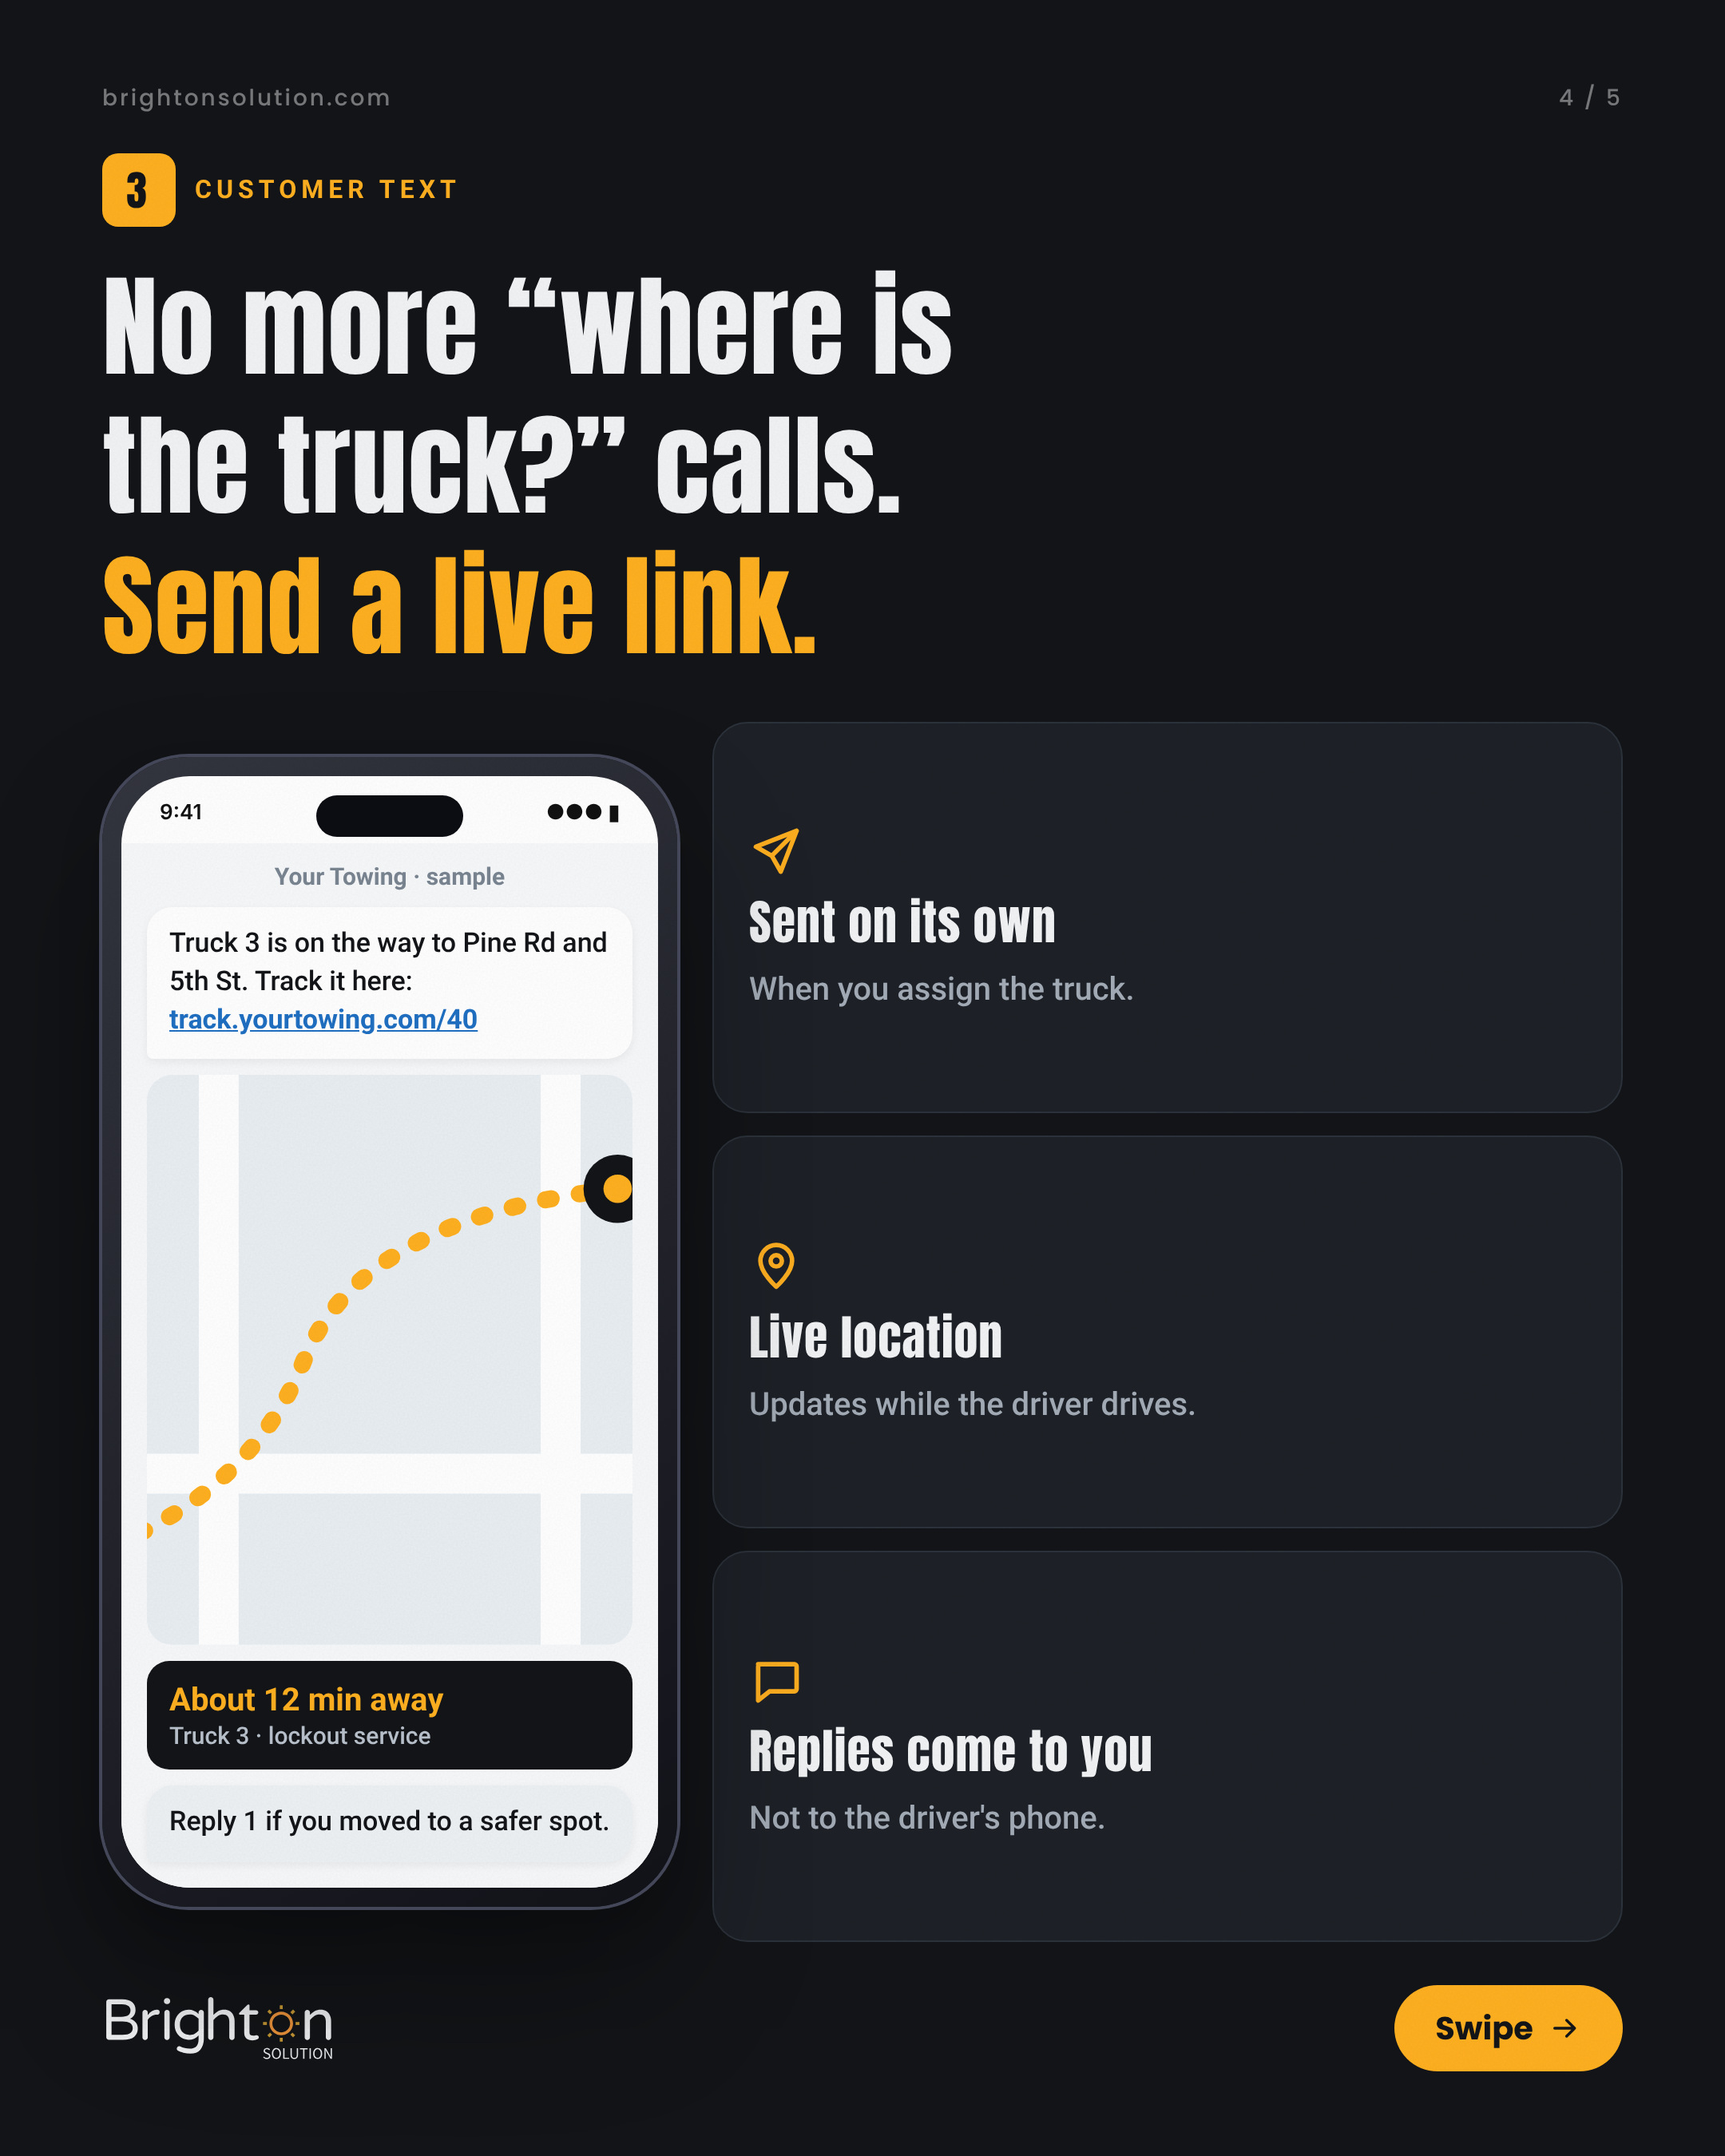 brightonsolution.com
4 / 5
3
CUSTOMER TEXT
No more “where is
the truck?” calls.
Send a live link.
9:41
Your Towing · sample
Truck 3 is on the way to Pine Rd and
5th St. Track it here:
track.yourtowing.com/40
About 12 min away
Truck 3 · lockout service
Reply 1 if you moved to a safer spot.
Sent on its own
When you assign the truck.
Live location
Updates while the driver drives.
Replies come to you
Not to the driver's phone.
Brighton
SOLUTION
Swipe →